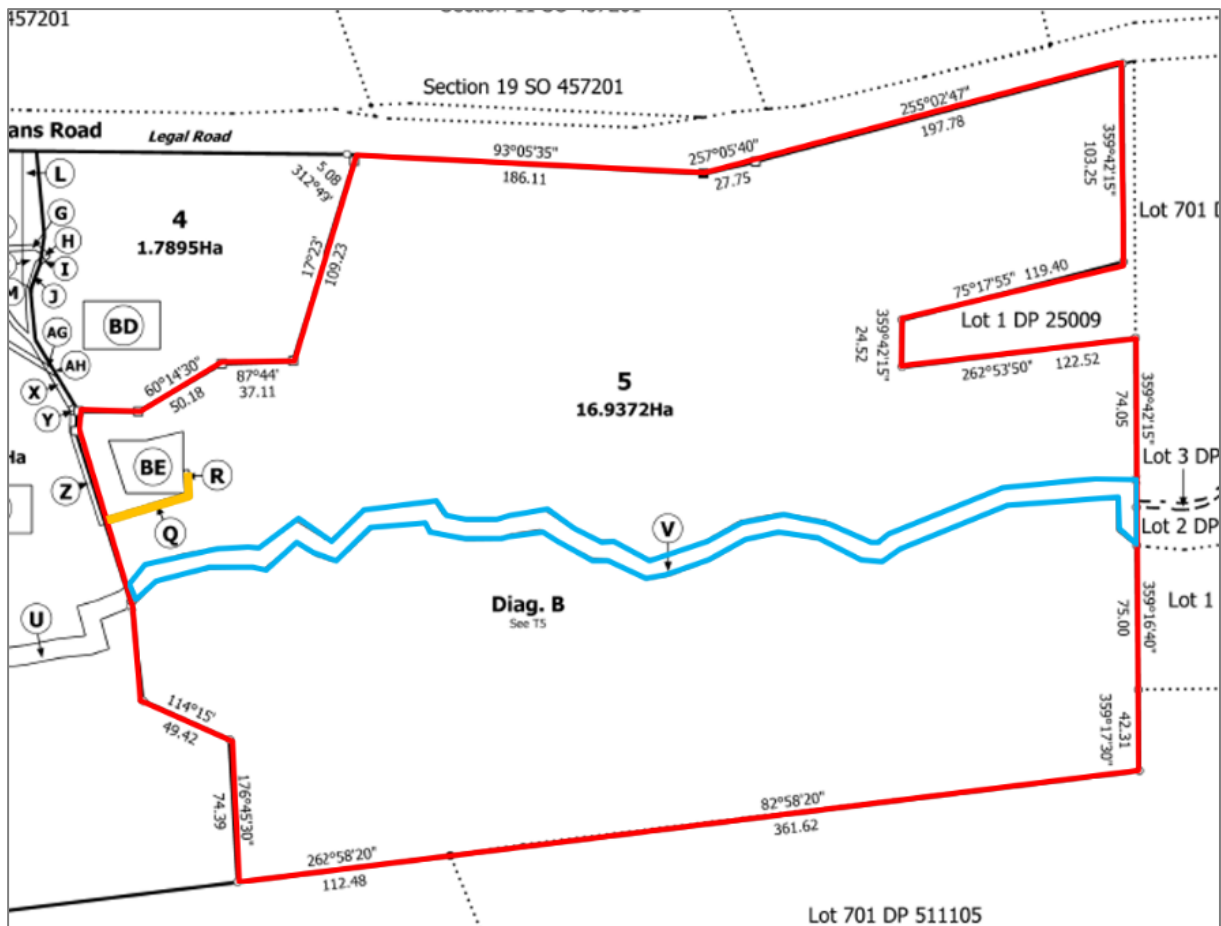 457201
Section 19 SO 457201
ans Road
Legal Road
L
G
H
I
J
M
AG
AH
X
Y
Z
4
1.7895Ha
BD
5.08
312°49'
17°23'
109.23
93°05'35"
186.11
257°05'40"
27.75
255°02'47"
197.78
359°42'15"
103.25
Lot 701 D
75°17'55" 119.40
359°42'15"
24.52
Lot 1 DP 25009
262°53'50" 122.52
60°14'30"
50.18
87°44'
37.11
5
16.9372Ha
359°42'15"
74.05
Ha
BE
R
Q
V
Lot 3 DP
Lot 2 DP
U
Diag. B
See T5
359°16'40"
75.00
Lot 1
114°15'
49.42
359°17'30"
42.31
176°45'30"
74.39
82°58'20"
361.62
262°58'20"
112.48
Lot 701 DP 511105